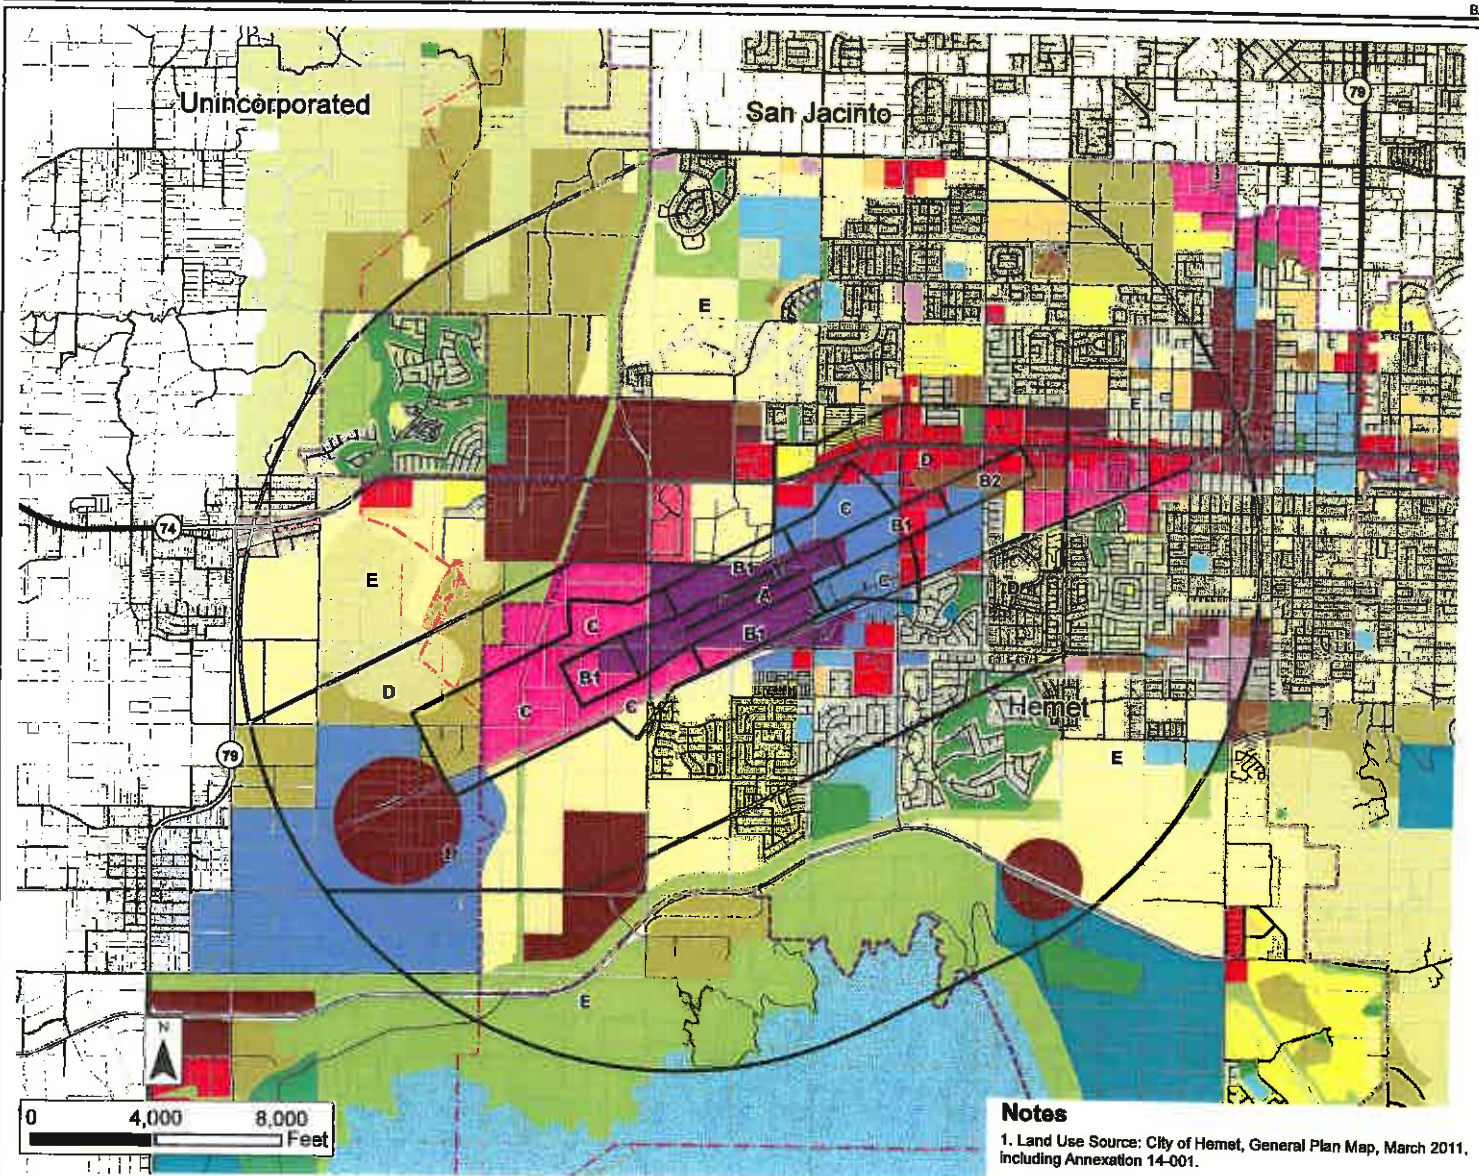 B
Unincorporated
San Jacinto
79
E
E
D
B2
C
B1
74
E
B1
A
C
D
C
B1
B1
D
C
C
Hemet
79
D
E
E
N
0 4,000 8,000
Feet
Notes
1. Land Use Source: City of Hemet, General Plan Map, March 2011,
including Annexation 14-001.